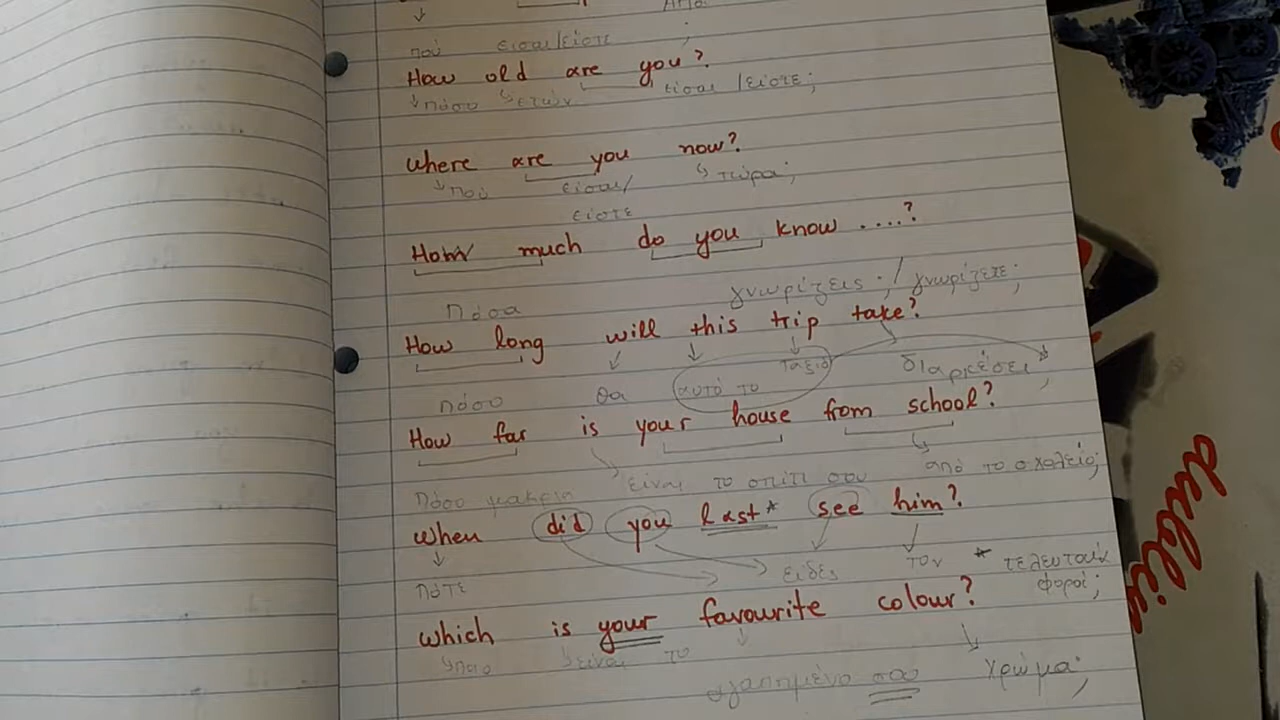 πού είσαι/είστε ;
How old are you?
πόσο ετών είσαι /είστε;
where are you now?
πού είσαι/ τώρα;
είστε
How much do you know ....?
Πόσα γνωρίζεις ; / γνωρίζετε;
How long will this trip take?
πόσο θα αυτό το ταξίδι διαρκέσει ;
How far is your house from school?
Πόσο μακριά είναι το σπίτι σου από το σχολείο;
when did you last* see him?
πότε είδες τον * τελευταία
φορά;
which is your favourite colour?
ποιο είναι το
αγαπημένο σου χρώμα;